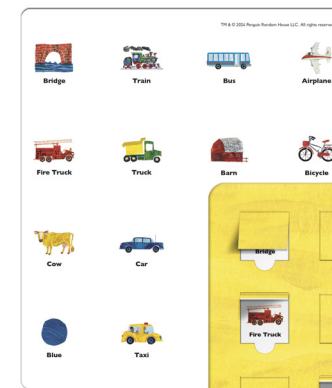 TM & © 2024 Penguin Random House LLC. All rights reserved
Bridge
Train
Bus
Airplane
Fire Truck
Truck
Barn
Bicycle
Cow
Car
Bridge
Blue
Taxi
Fire Truck